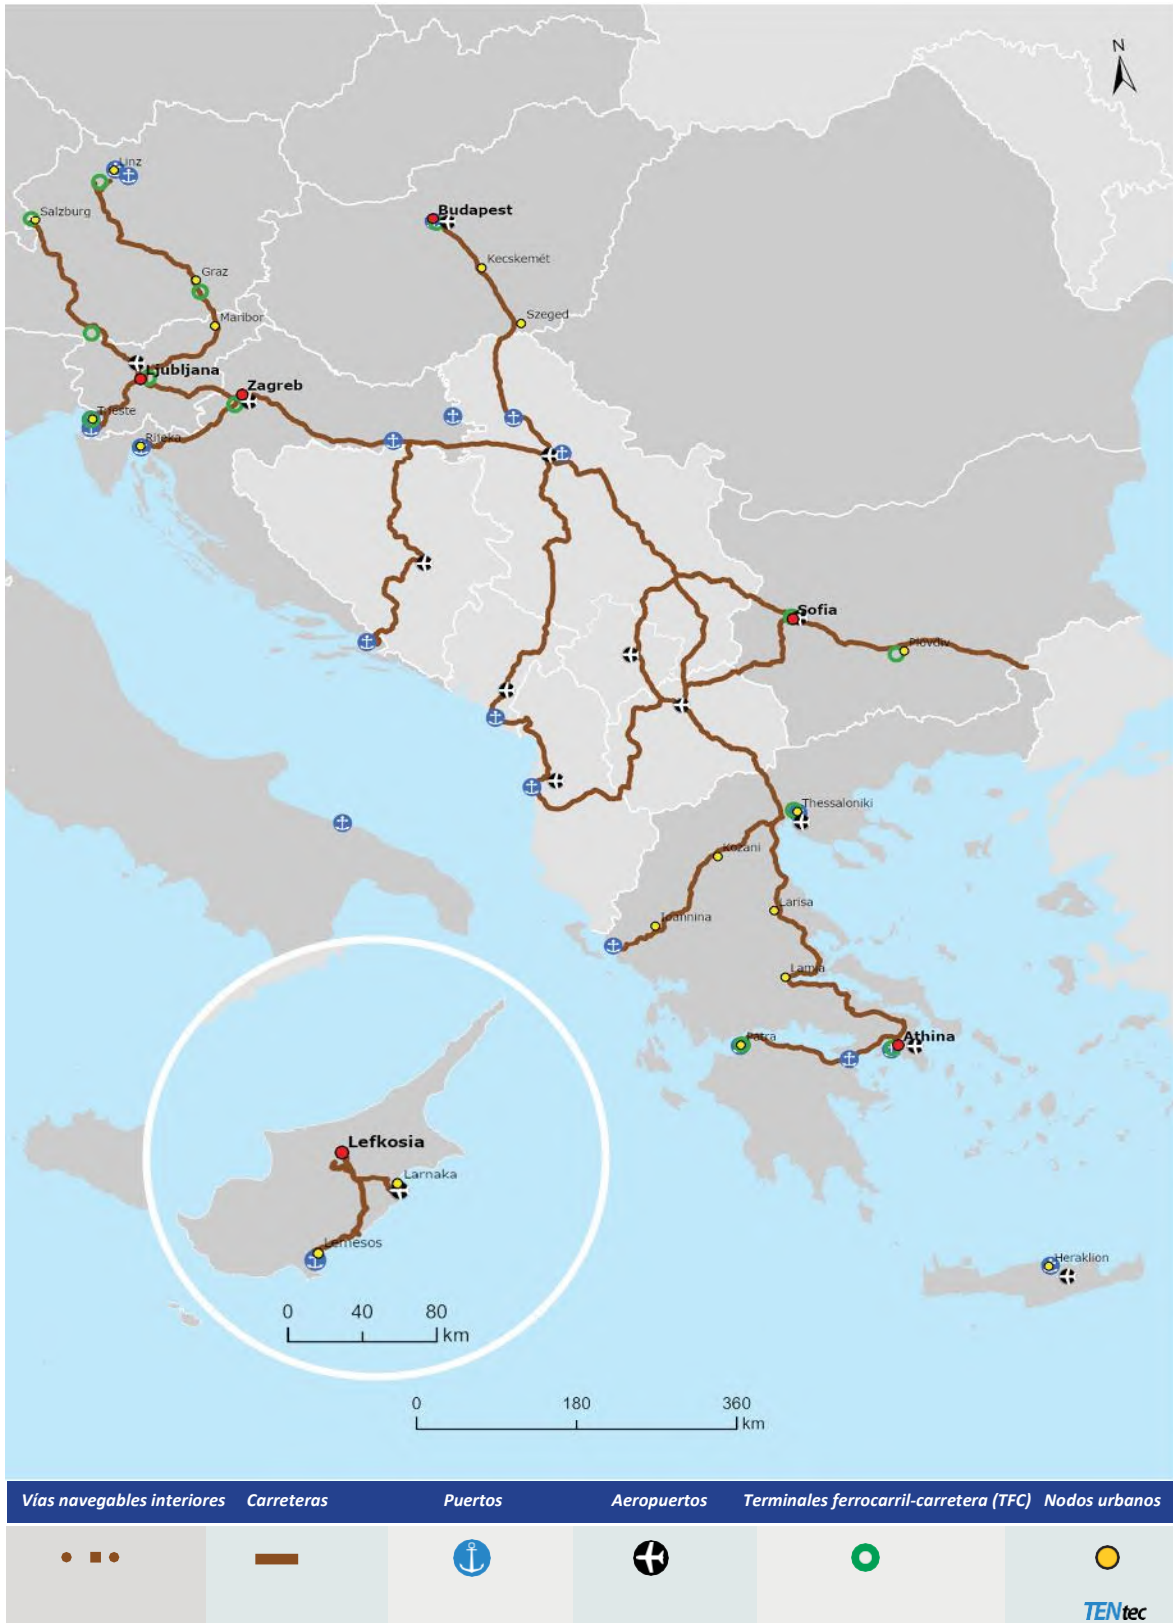 N
Linz
Salzburg
Budapest
Kecskemét
Graz
Szeged
Maribor
Ljubljana
Zagreb
Trieste
Rijeka
Sofia
Plovdiv
Thessaloniki
Kozani
Larisa
Ioannina
Lamia
Patra
Athina
Lefkosia
Larnaka
Lemesos
Heraklion
0 40 80
km
0 180 360
km
Vías navegables interiores Carreteras Puertos Aeropuertos Terminales ferrocarril-carretera (TFC) Nodos urbanos
TENtec